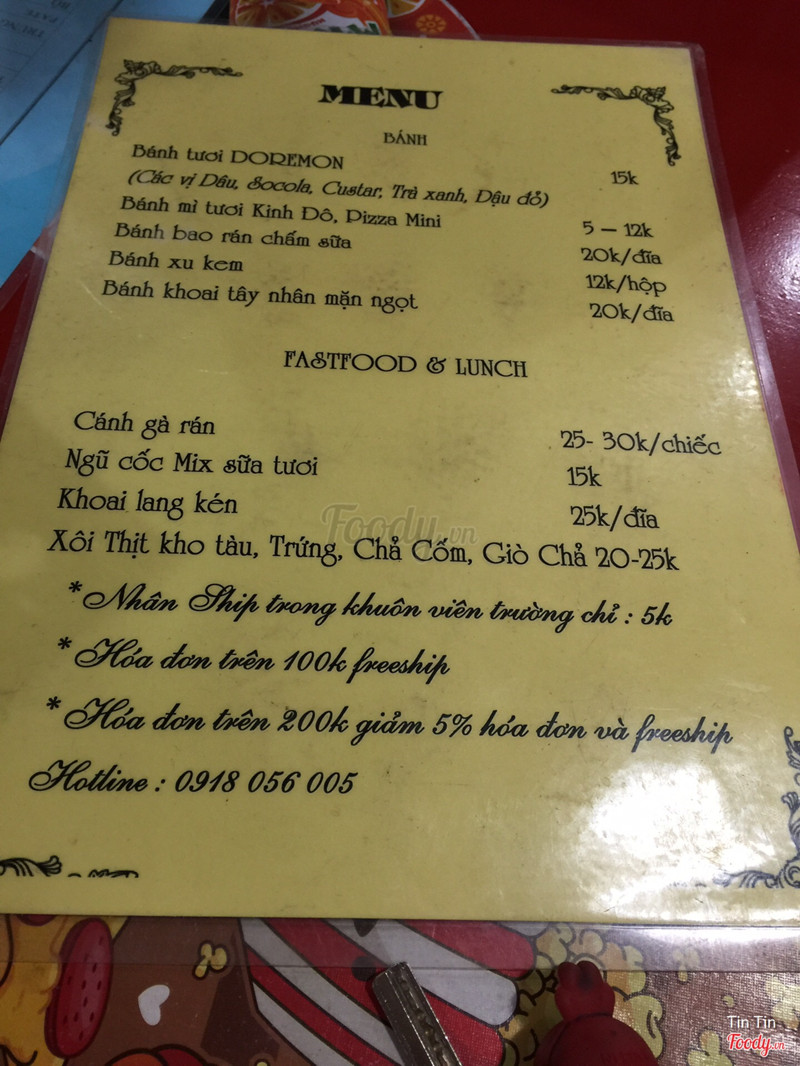 MENU
BÁNH
Bánh tươi DOREMON 15k
(Các vị Dâu, Socola, Custar, Trà xanh, Dậu đỏ)
Bánh mì tươi Kinh Đô, Pizza Mini 5 – 12k
Bánh bao rán chấm sữa 20k/đĩa
Bánh xu kem 12k/hộp
Bánh khoai tây nhân mặn ngọt 20k/đĩa
FASTFOOD & LUNCH
Cánh gà rán 25- 30k/chiếc
Ngũ cốc Mix sữa tươi 15k
Khoai lang kén 25k/đĩa
Xôi Thịt kho tàu, Trứng, Chả Cốm, Giò Chả 20-25k
*Nhân Ship trong khuôn viên trường chỉ : 5k
*Hóa đơn trên 100k freeship
*Hóa đơn trên 200k giảm 5% hóa đơn và freeship
Hotline : 0918 056 005
Foody.vn
Tin Tin
Foody.vn